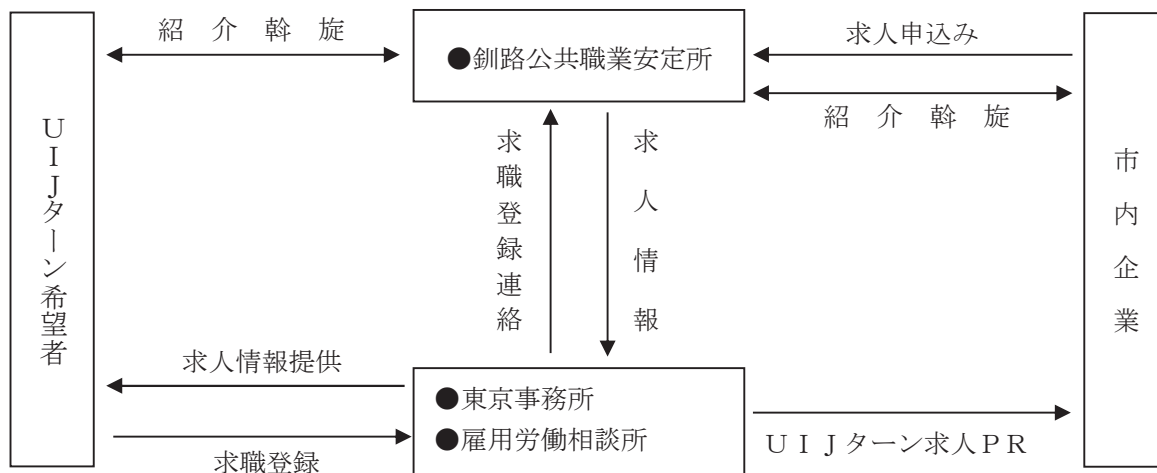 紹　介　斡　旋
●釧路公共職業安定所
求人申込み
紹　介　斡　旋
ＵＩＪターン希望者
求職登録連絡
求人情報
市内企業
求人情報提供
●東京事務所
●雇用労働相談所
求職登録
ＵＩＪターン求人ＰＲ